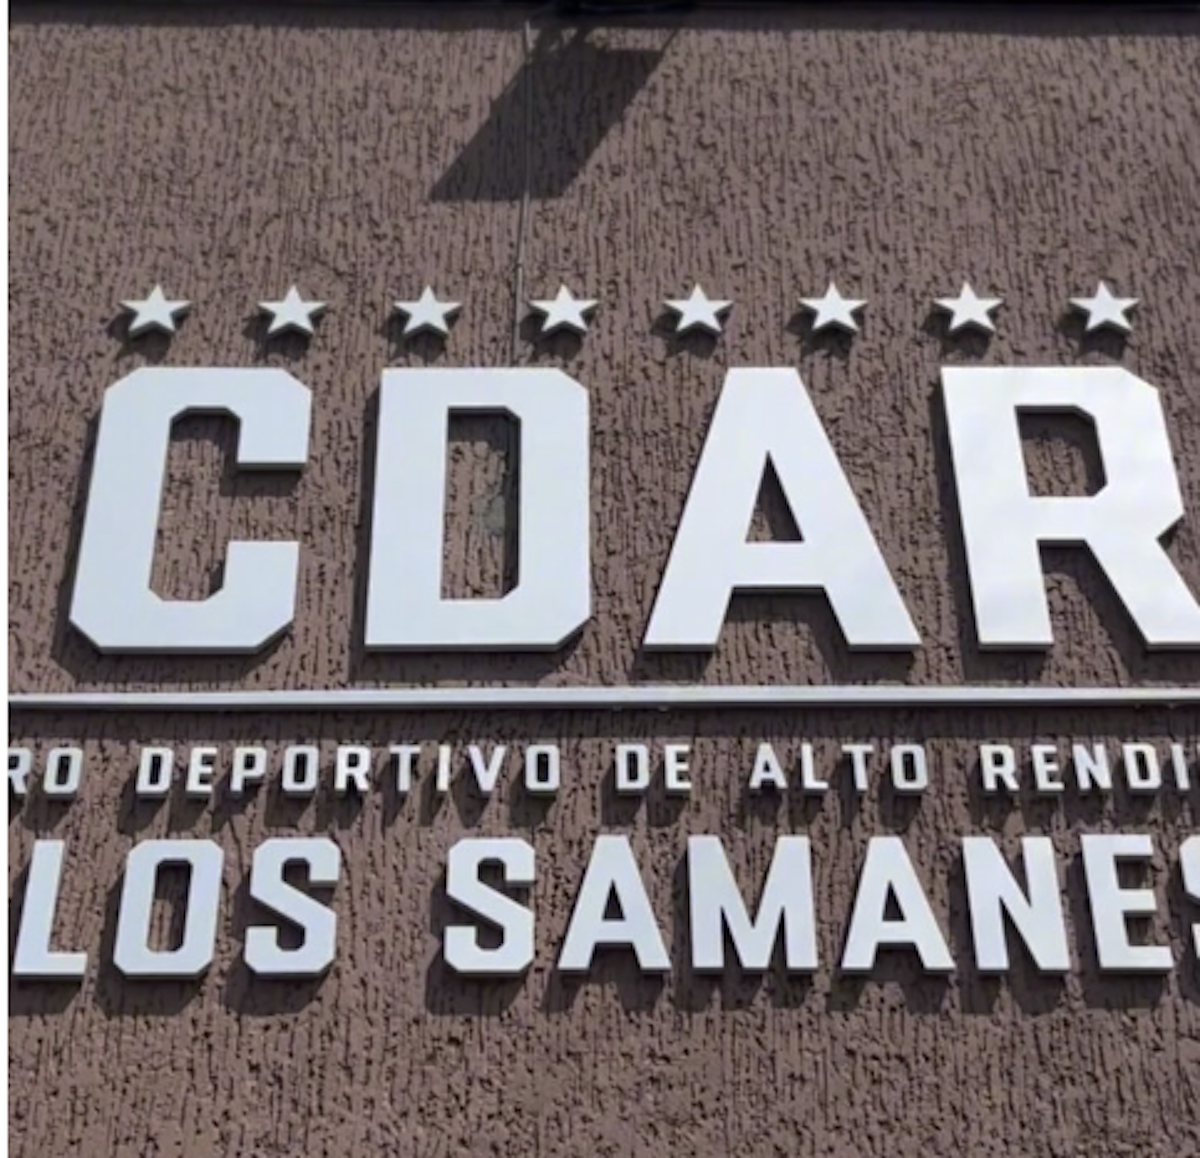 CDAR
RO DEPORTIVO DE ALTO RENDI
LOS SAMANES